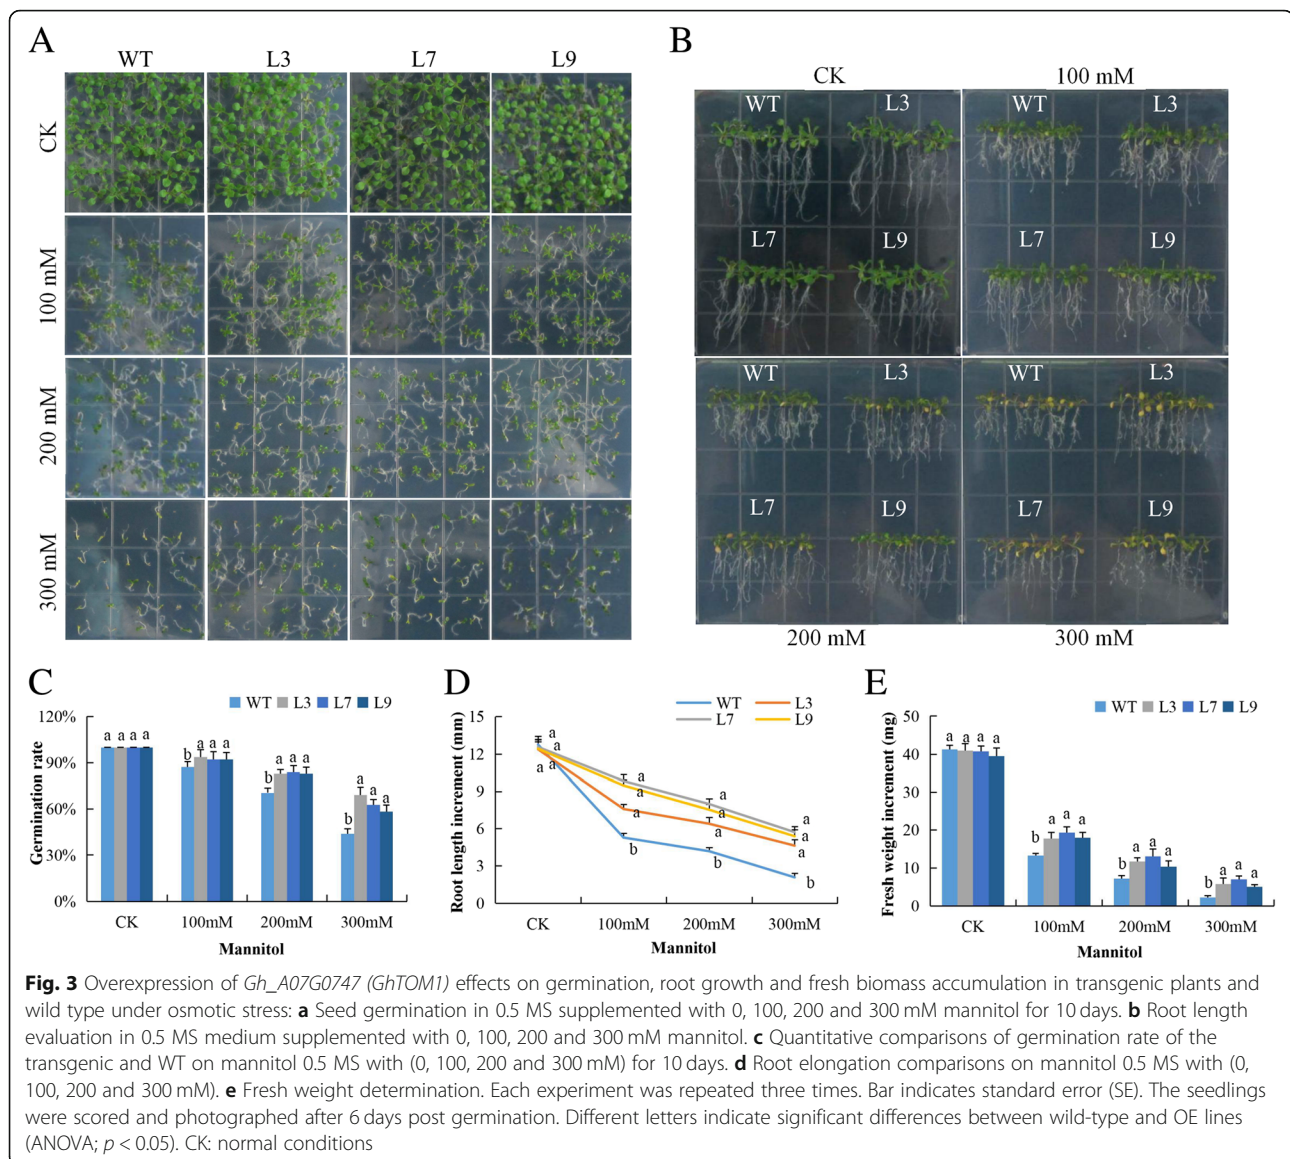 A
WT L3 L7 L9
CK
100 mM
200 mM
300 mM
B
CK 100 mM
WT L3 WT L3
L7 L9 L7 L9
WT L3 WT L3
L7 L9 L7 L9
200 mM 300 mM
C
WT L3 L7 L9
Germination rate
120%
90%
60%
30%
0%
a a a a
b a a a
b a a a
b a a a
CK 100mM 200mM 300mM
Mannitol
D
WT L3
L7 L9
Root length increment (mm)
15
12
9
6
3
0
a
a
a
a
a
a
a
b
a
a
a
b
a
a
a
b
CK 100mM 200mM 300mM
Mannitol
E
WT L3 L7 L9
Fresh weight increment (mg)
50
40
30
20
10
0
a a a a
b a a a
b a a a
b a a a
CK 100mM 200mM 300mM
Mannitol
Fig. 3 Overexpression of Gh_A07G0747 (GhTOM1) effects on germination, root growth and fresh biomass accumulation in transgenic plants and
wild type under osmotic stress: a Seed germination in 0.5 MS supplemented with 0, 100, 200 and 300 mM mannitol for 10 days. b Root length
evaluation in 0.5 MS medium supplemented with 0, 100, 200 and 300 mM mannitol. c Quantitative comparisons of germination rate of the
transgenic and WT on mannitol 0.5 MS with (0, 100, 200 and 300 mM) for 10 days. d Root elongation comparisons on mannitol 0.5 MS with (0,
100, 200 and 300 mM). e Fresh weight determination. Each experiment was repeated three times. Bar indicates standard error (SE). The seedlings
were scored and photographed after 6 days post germination. Different letters indicate significant differences between wild-type and OE lines
(ANOVA; p < 0.05). CK: normal conditions